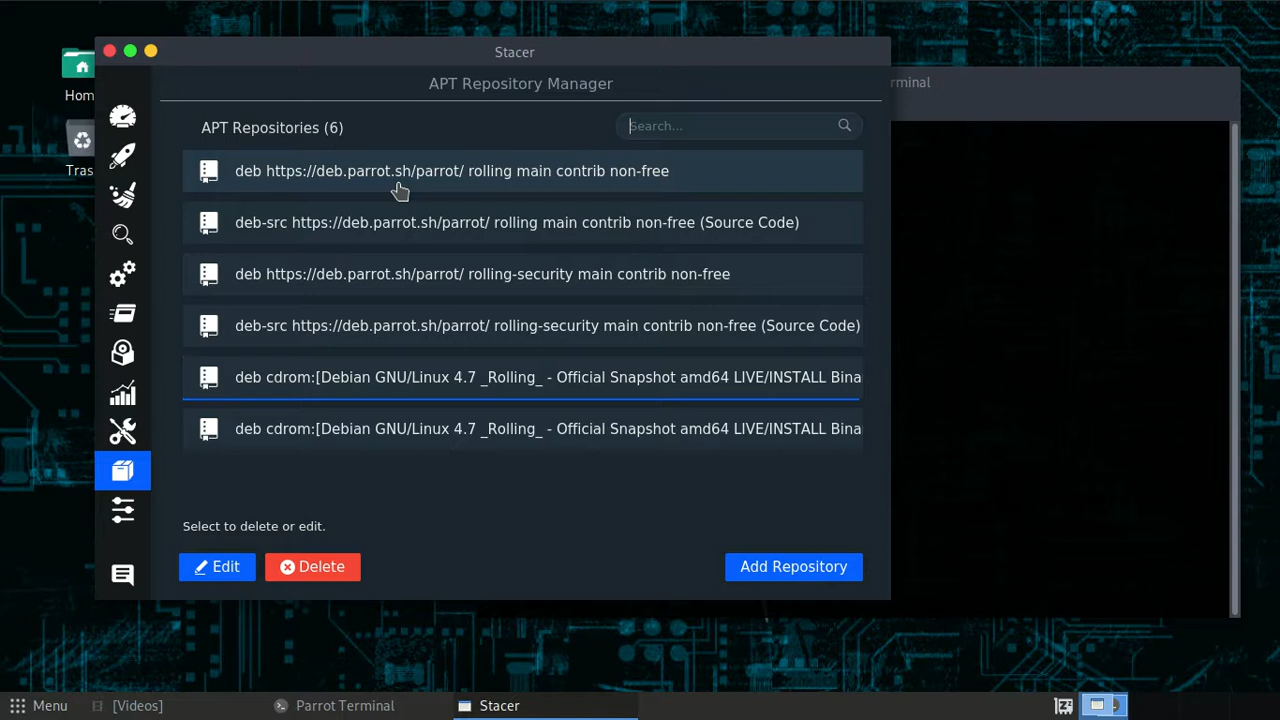 Stacer
APT Repository Manager
APT Repositories (6)
Search...
deb https://deb.parrot.sh/parrot/ rolling main contrib non-free
deb-src https://deb.parrot.sh/parrot/ rolling main contrib non-free (Source Code)
deb https://deb.parrot.sh/parrot/ rolling-security main contrib non-free
deb-src https://deb.parrot.sh/parrot/ rolling-security main contrib non-free (Source Code)
deb cdrom:[Debian GNU/Linux 4.7 _Rolling_ - Official Snapshot amd64 LIVE/INSTALL Bina
deb cdrom:[Debian GNU/Linux 4.7 _Rolling_ - Official Snapshot amd64 LIVE/INSTALL Bina
Select to delete or edit.
Edit
Delete
Add Repository
Hom
Tras
rminal
Menu
[Videos]
Parrot Terminal
Stacer